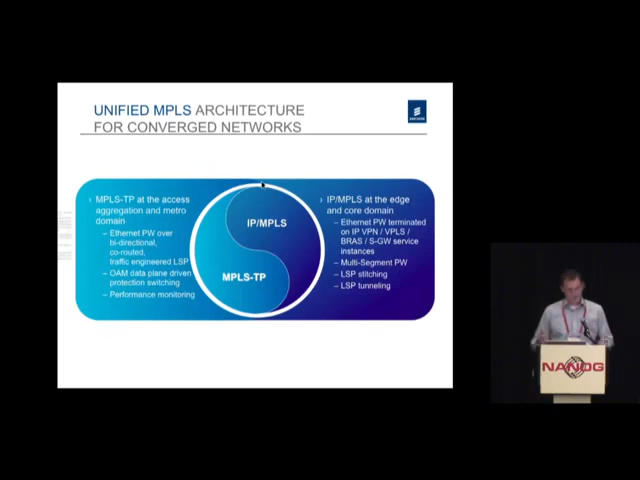 UNIFIED MPLS ARCHITECTURE
FOR CONVERGED NETWORKS
ERICSSON
› MPLS-TP at the access
aggregation and metro
domain
– Ethernet PW over
bi-directional,
co-routed,
traffic engineered LSP
– OAM data plane driven
protection switching
– Performance monitoring
IP/MPLS
MPLS-TP
› IP/MPLS at the edge
and core domain
– Ethernet PW terminated
on IP VPN / VPLS /
BRAS / S-GW service
instances
– Multi-Segment PW
– LSP stitching
– LSP tunneling
NANOG